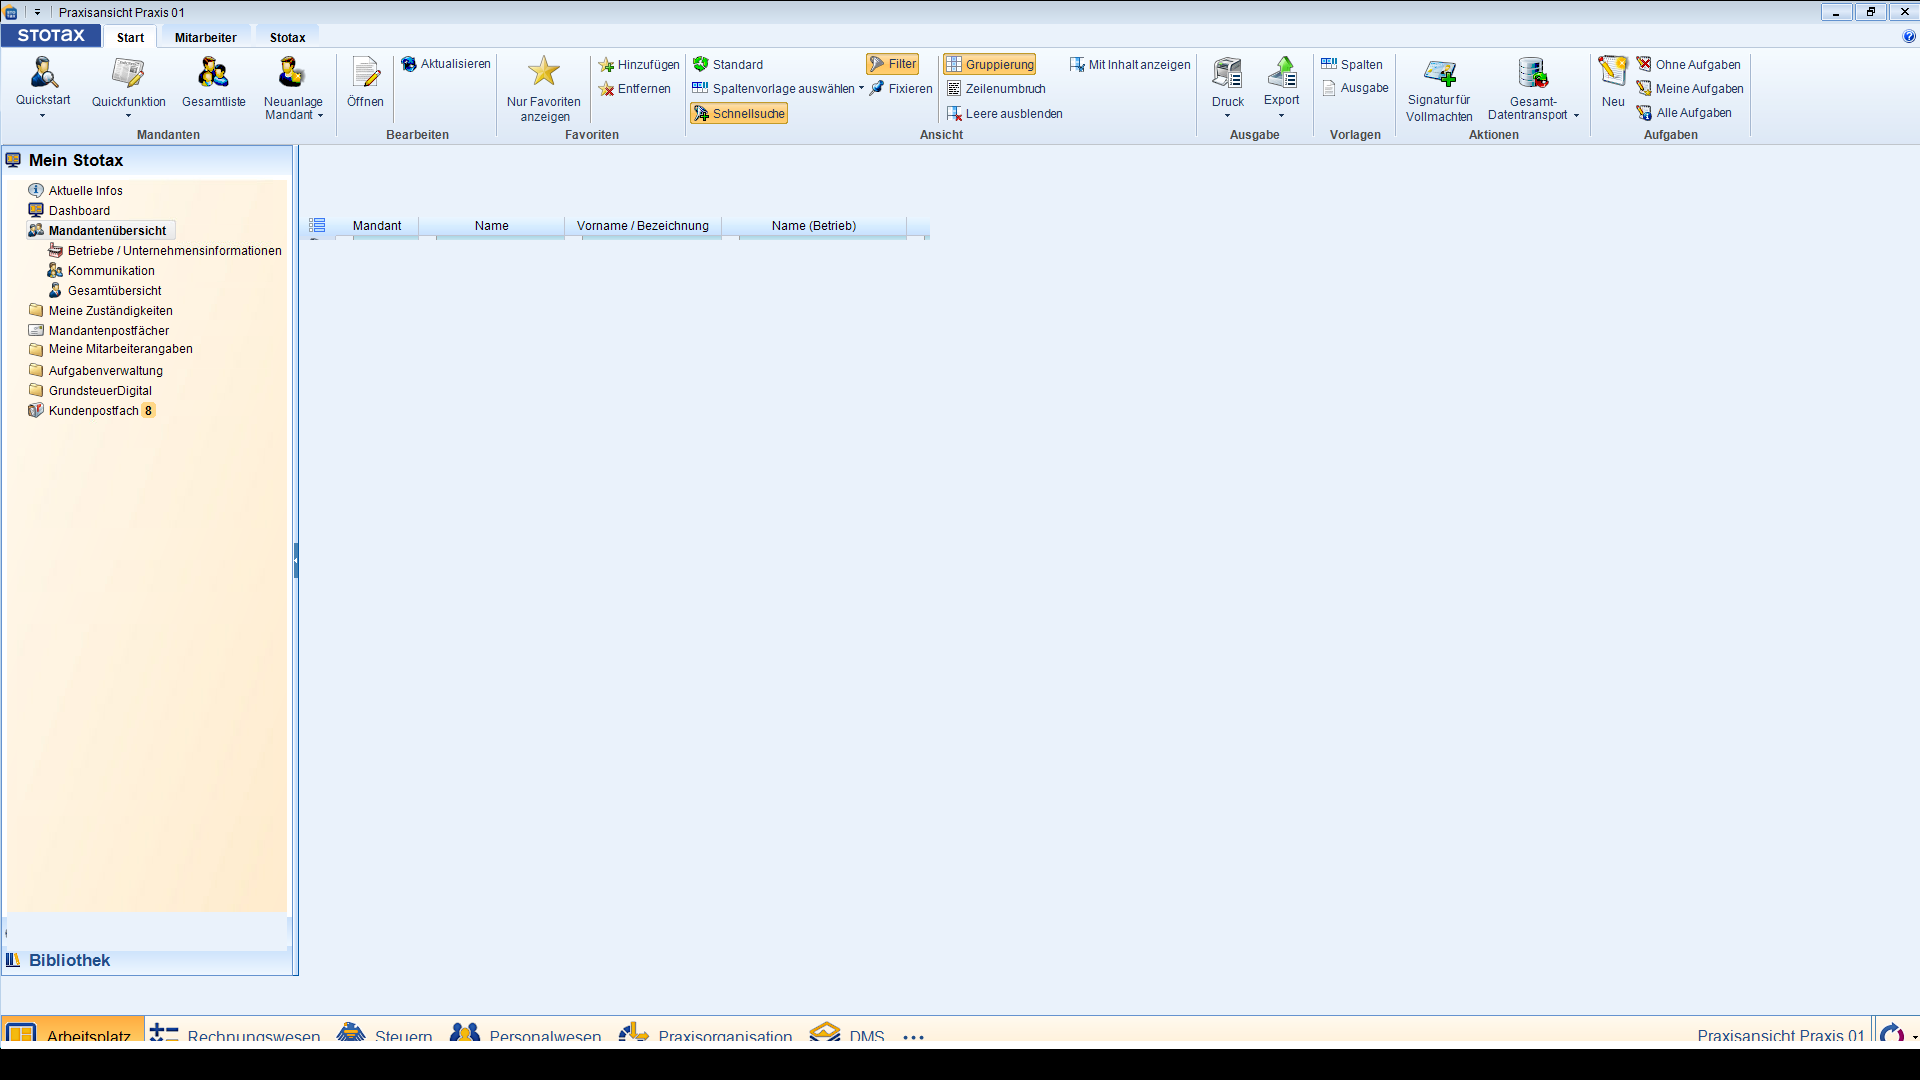 Praxisansicht Praxis 01
STOTAX Start Mitarbeiter Stotax
Quickstart
Quickfunktion
Gesamtliste
Neuanlage
Mandant
Mandanten
Öffnen
Aktualisieren
Bearbeiten
Nur Favoriten
anzeigen
Hinzufügen
Entfernen
Favoriten
Standard
Spaltenvorlage auswählen
Schnellsuche
Filter
Fixieren
Gruppierung
Zeilenumbruch
Leere ausblenden
Mit Inhalt anzeigen
Ansicht
Druck
Export
Ausgabe
Spalten
Ausgabe
Vorlagen
Signatur für
Vollmachten
Gesamt-
Datentransport
Aktionen
Neu
Ohne Aufgaben
Meine Aufgaben
Alle Aufgaben
Aufgaben
Mein Stotax
Aktuelle Infos
Dashboard
Mandantenübersicht
Betriebe / Unternehmensinformationen
Kommunikation
Gesamtübersicht
Meine Zuständigkeiten
Mandantenpostfächer
Meine Mitarbeiterangaben
Aufgabenverwaltung
GrundsteuerDigital
Kundenpostfach 8
Bibliothek
Mandant Name Vorname / Bezeichnung Name (Betrieb)
Arbeitsplatz Rechnungswesen Steuern Personalwesen Praxisorganisation DMS ... Praxisansicht Praxis 01